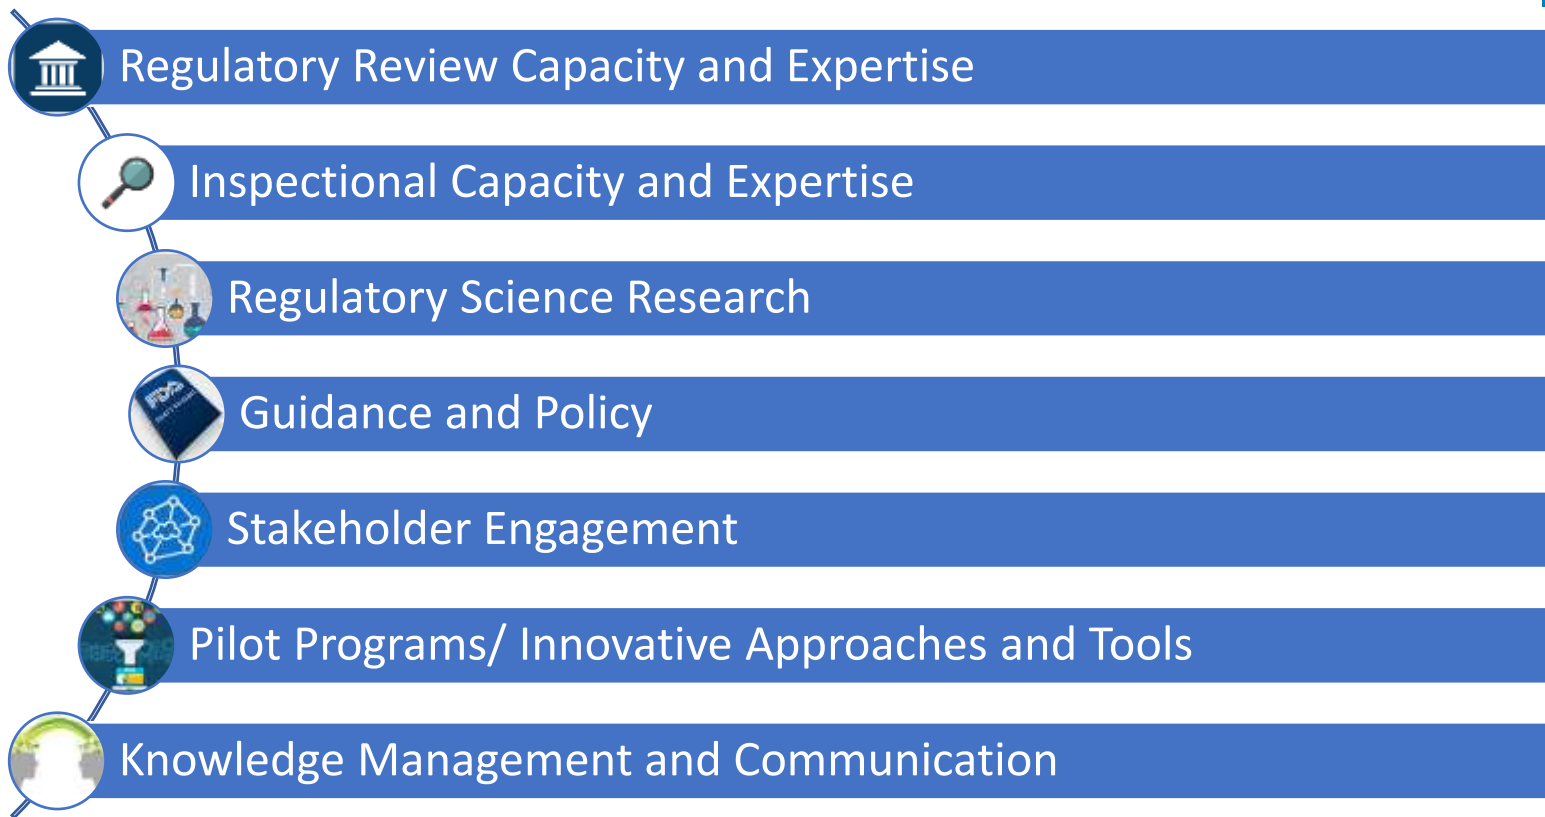 Regulatory Review Capacity and Expertise
Inspectional Capacity and Expertise
Regulatory Science Research
FDA
Guidance and Policy
Stakeholder Engagement
Pilot Programs/ Innovative Approaches and Tools
Knowledge Management and Communication